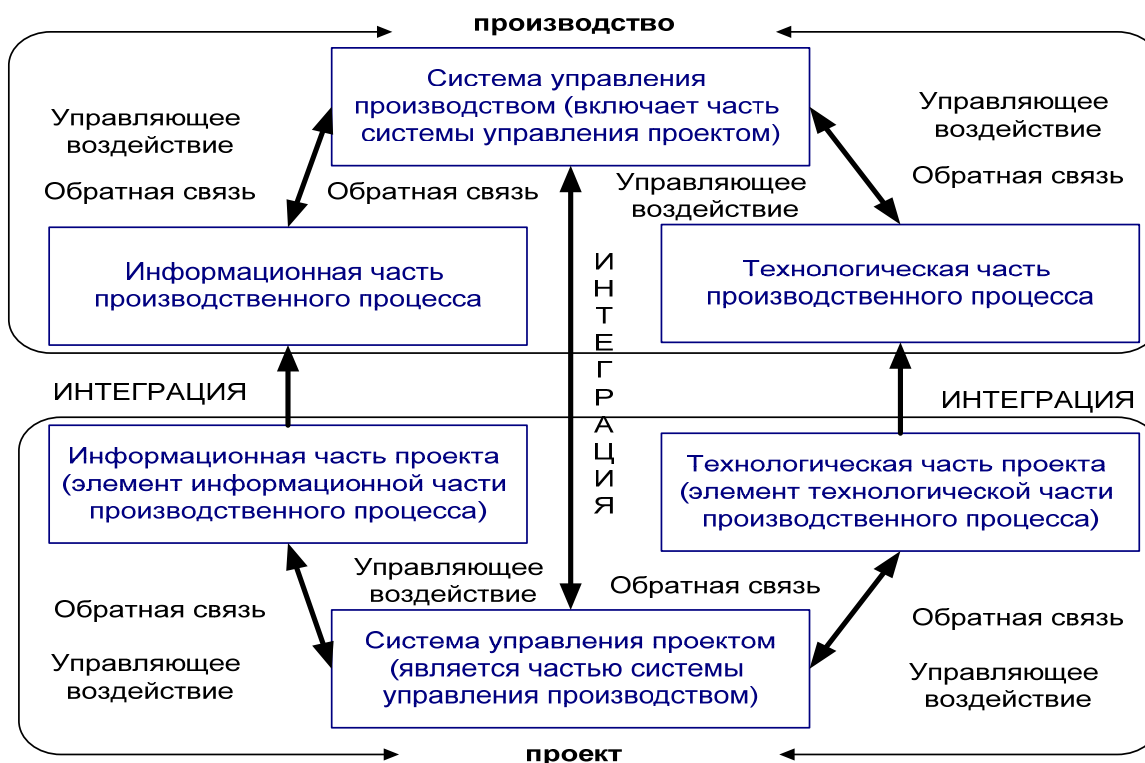 производство
Система управления
производством (включает часть
системы управления проектом)
Управляющее
воздействие
Обратная связь
Обратная связь
Управляющее
воздействие
Управляющее
воздействие
Обратная связь
Информационная часть
производственного процесса
ИНТЕГРАЦИЯ
Технологическая часть
производственного процесса
ИНТЕГРАЦИЯ
ИНТЕГРАЦИЯ
Информационная часть проекта
(элемент информационной части
производственного процесса)
Технологическая часть проекта
(элемент технологической части
производственного процесса)
Обратная связь
Управляющее
воздействие
Управляющее
воздействие
Обратная связь
Обратная связь
Управляющее
воздействие
Система управления проектом
(является частью системы
управления производством)
проект